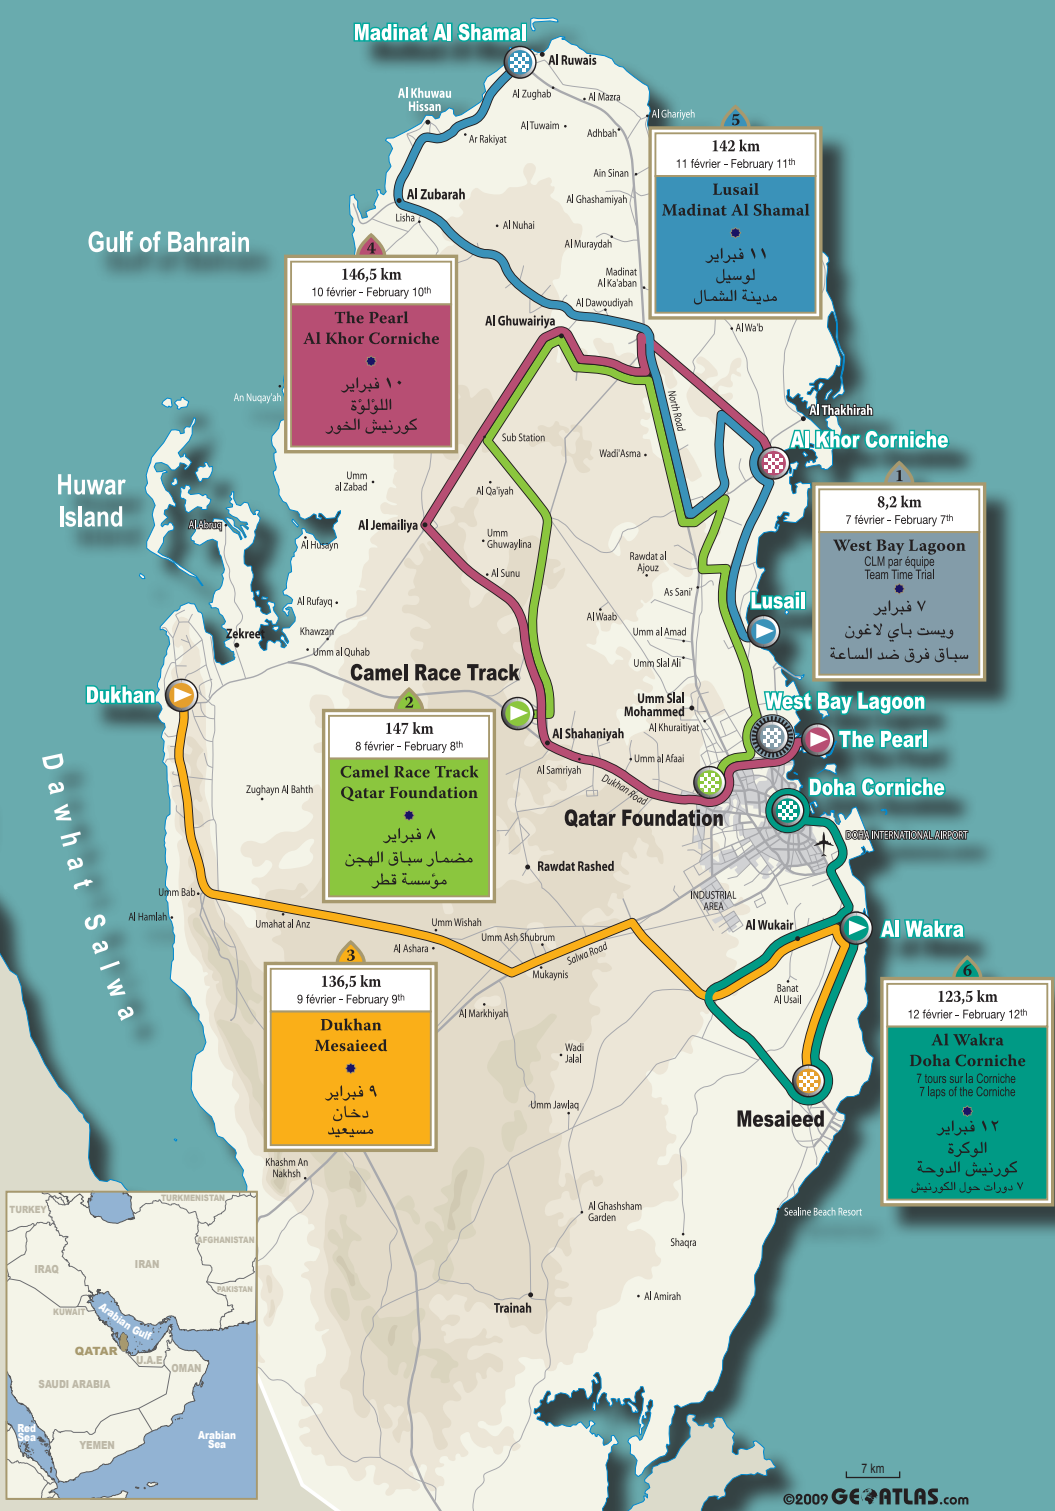 Madinat Al Shamal
Al Ruwais
Al Khuwau
Hissan
Al Zughab
Al Mazra
Al Ghariyeh
Al Tuwaim
Adhbah
Ar Rakiyat
Ain Sinan
Al Zubarah
Al Ghashamiyah
Lisha
Al Nuhai
Al Muraydah
Madinat
Al Ka'aban
Al Dawoudiyah
Al Ghuwairiya
Al Wa'b
Gulf of Bahrain
5
142 km
11 février - February 11th
Lusail
Madinat Al Shamal
١١ فبراير
لوسيل
مدينة الشمال
4
146,5 km
10 février - February 10th
The Pearl
Al Khor Corniche
١٠ فبراير
اللوْلوْة
كورنيش الخور
An Nuqay'ah
North Road
Al Thakhirah
Al Khor Corniche
Sub Station
Wadi'Asma
Huwar
Island
Umm
al Zabad
Al Qa'iyah
Al Abruq
Al Jemailiya
Al Husayn
Umm
Ghuwaylina
Al Sunu
Rawdat al
Ajouz
As Sani'
1
8,2 km
7 février - February 7th
West Bay Lagoon
CLM par équipe
Team Time Trial
٧ فبراير
ويست باي لاغون
سباق فرق ضد الساعة
Al Rufayq
Al Waab
Lusail
Zekreet
Khawzan
Umm al Quhab
Umm al Amad
Umm Slal Ali
Camel Race Track
Dukhan
Umm Slal
Mohammed
Al Khuraitiyat
West Bay Lagoon
The Pearl
2
147 km
8 février - February 8th
Camel Race Track
Qatar Foundation
٨ فبراير
مضمار سباق الهجن
مؤسسة قطر
Al Shahaniyah
Al Samriyah
Umm al Afaai
Dukhan Road
Zughayn Al Bahth
Qatar Foundation
Doha Corniche
DOHA INTERNATIONAL AIRPORT
Dawhat Salwa
Rawdat Rashed
Umm Bab
INDUSTRIAL
AREA
Al Hamlah
Umahat al Anz
Umm Wishah
Al Wukair
Al Wakra
Al Ashara
Umm Ash Shubrum
Salwa Road
Mukaynis
3
136,5 km
9 février - February 9th
Dukhan
Mesaieed
٩ فبراير
دخان
مسيعيد
Banat
Al Usail
Al Markhiyah
Wadi
Jalal
6
123,5 km
12 février - February 12th
Al Wakra
Doha Corniche
7 tours sur la Corniche
7 laps of the Corniche
١٢ فبراير
الوكرة
كورنيش الدوحة
٧ دورات حول الكورنيش
Umm Jawlaq
Mesaieed
Khashm An
Nakhsh
Al Ghashsham
Garden
Sealine Beach Resort
Shaqra
Trainah
Al Amirah
TURKEY
TURKMENISTAN
AFGHANISTAN
IRAQ
IRAN
PAKISTAN
KUWAIT
Arabian Gulf
QATAR
U.A.E
OMAN
SAUDI ARABIA
Red
Sea
YEMEN
Arabian
Sea
7 km
©2009 GEOATLAS.com